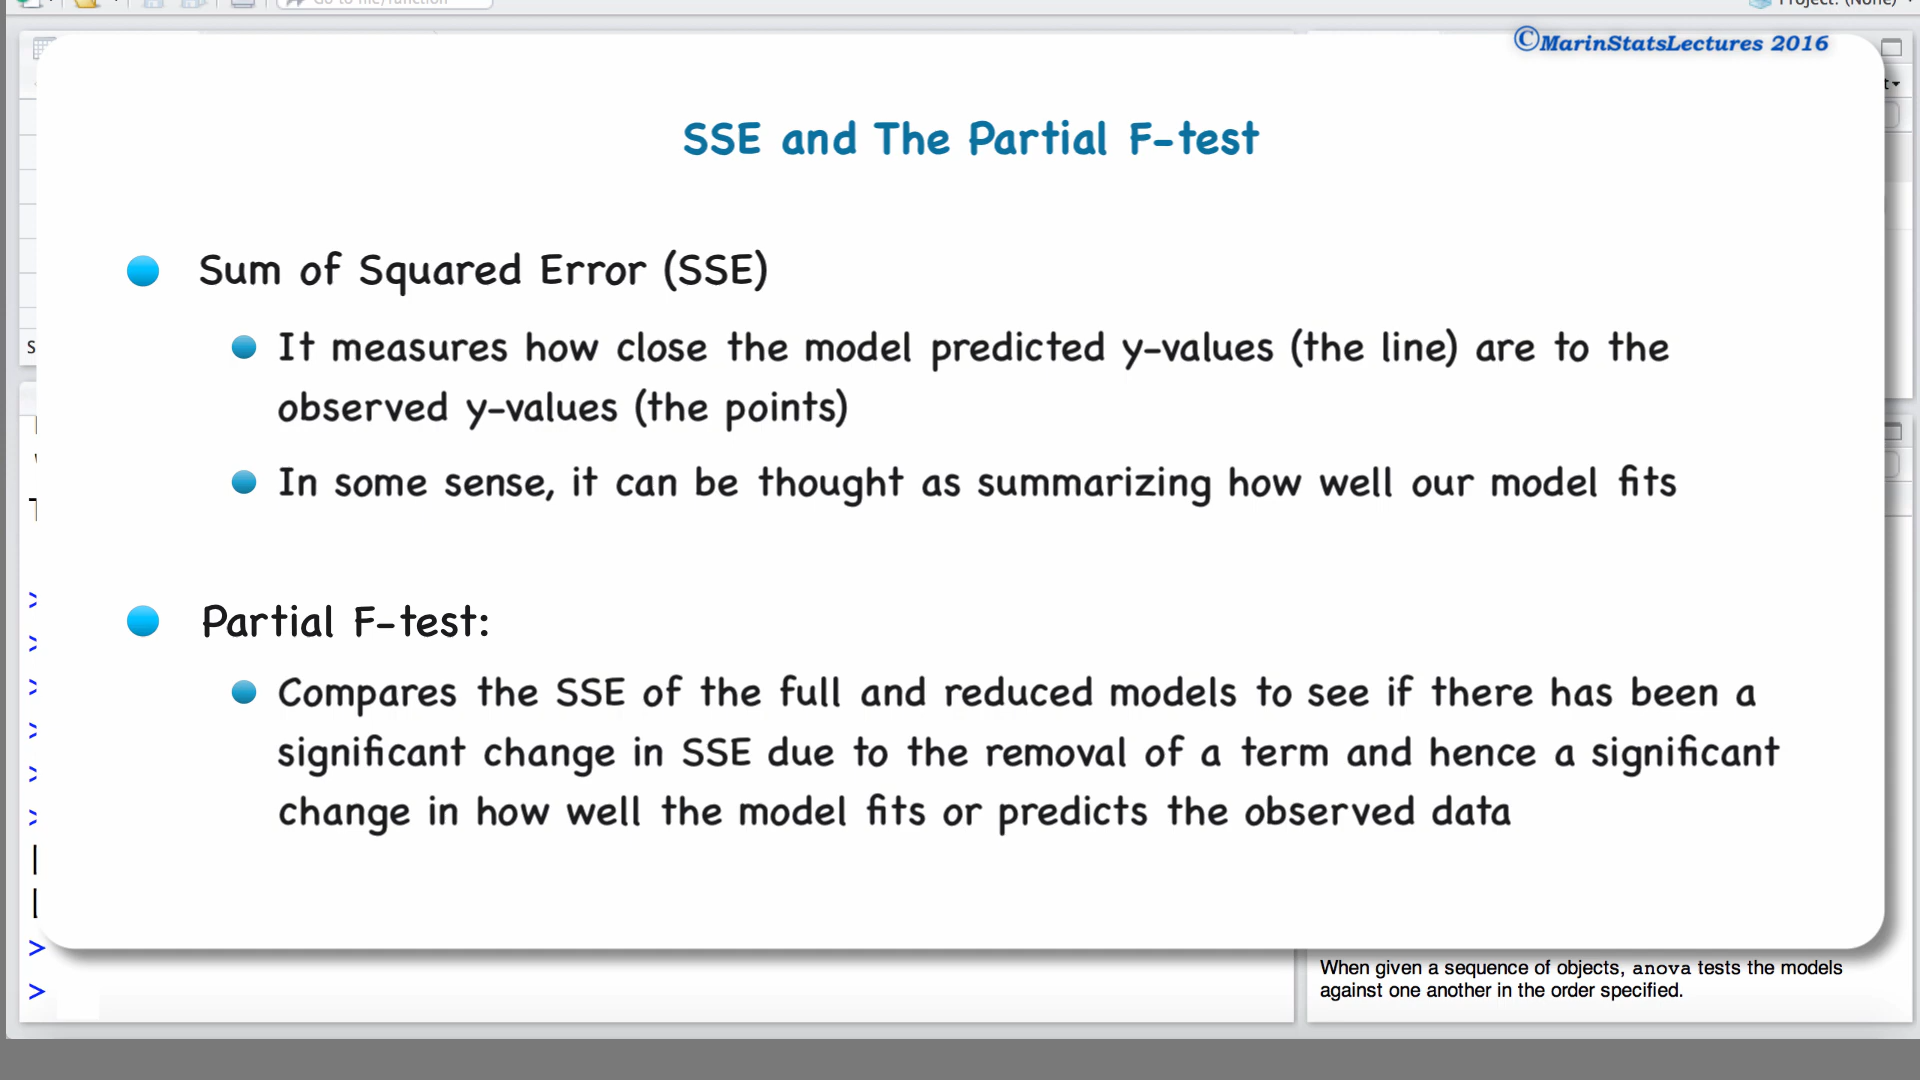 ©MarinStatsLectures 2016
SSE and The Partial F-test
Sum of Squared Error (SSE)
It measures how close the model predicted y-values (the line) are to the
observed y-values (the points)
In some sense, it can be thought as summarizing how well our model fits
Partial F-test:
Compares the SSE of the full and reduced models to see if there has been a
significant change in SSE due to the removal of a term and hence a significant
change in how well the model fits or predicts the observed data
>
>
>
>
>
>
>
>
When given a sequence of objects, anova tests the models
against one another in the order specified.